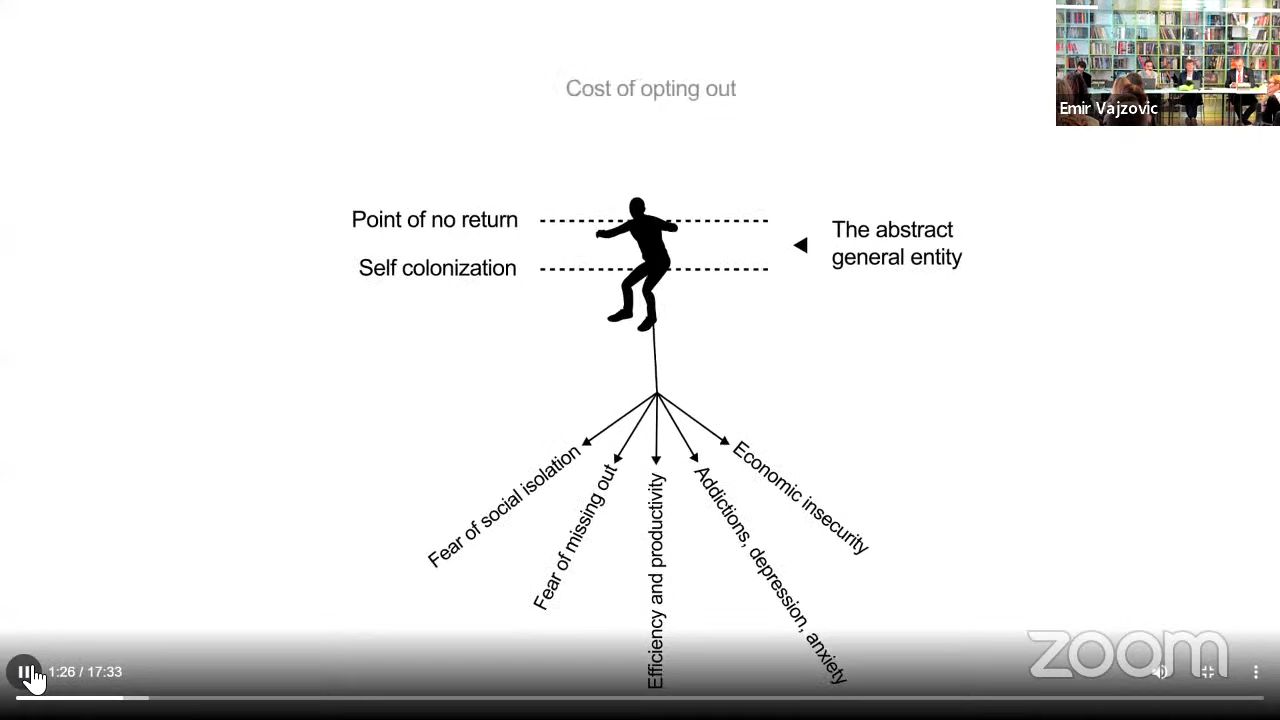 Cost of opting out
Emir Vajzovic
Point of no return
Self colonization
The abstract
general entity
Fear of social isolation
Fear of missing out
Efficiency and productivity
Addictions, depression, anxiety
Economic insecurity
zoom
1:26 / 17:33